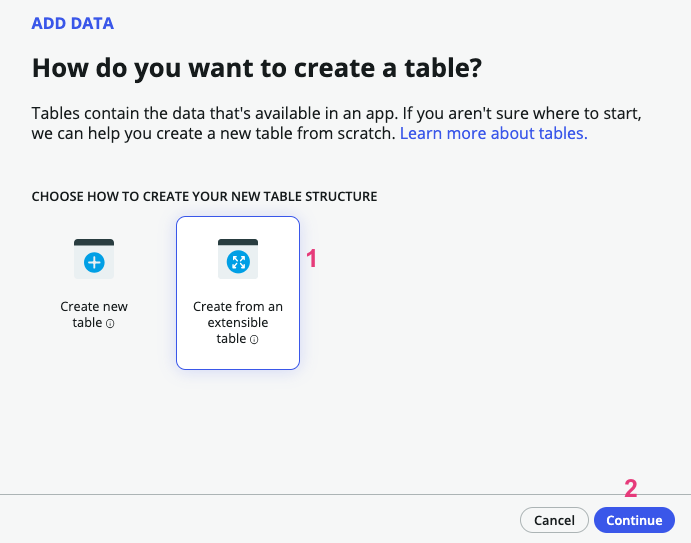 ADD DATA
How do you want to create a table?
Tables contain the data that's available in an app. If you aren't sure where to start,
we can help you create a new table from scratch. Learn more about tables.
CHOOSE HOW TO CREATE YOUR NEW TABLE STRUCTURE
Create new
table
Create from an
extensible
table
1
2
Cancel
Continue